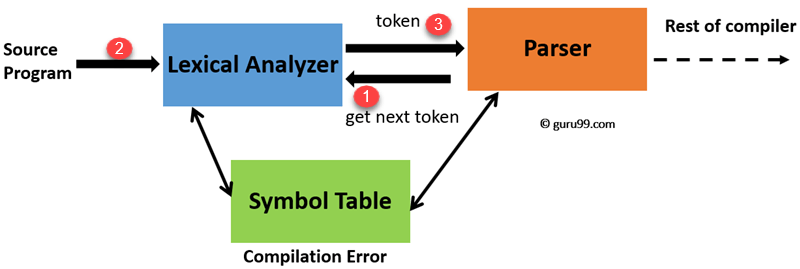 Source
Program
2
Lexical Analyzer
token 3
Parser
Rest of compiler
1
get next token
© guru99.com
Symbol Table
Compilation Error